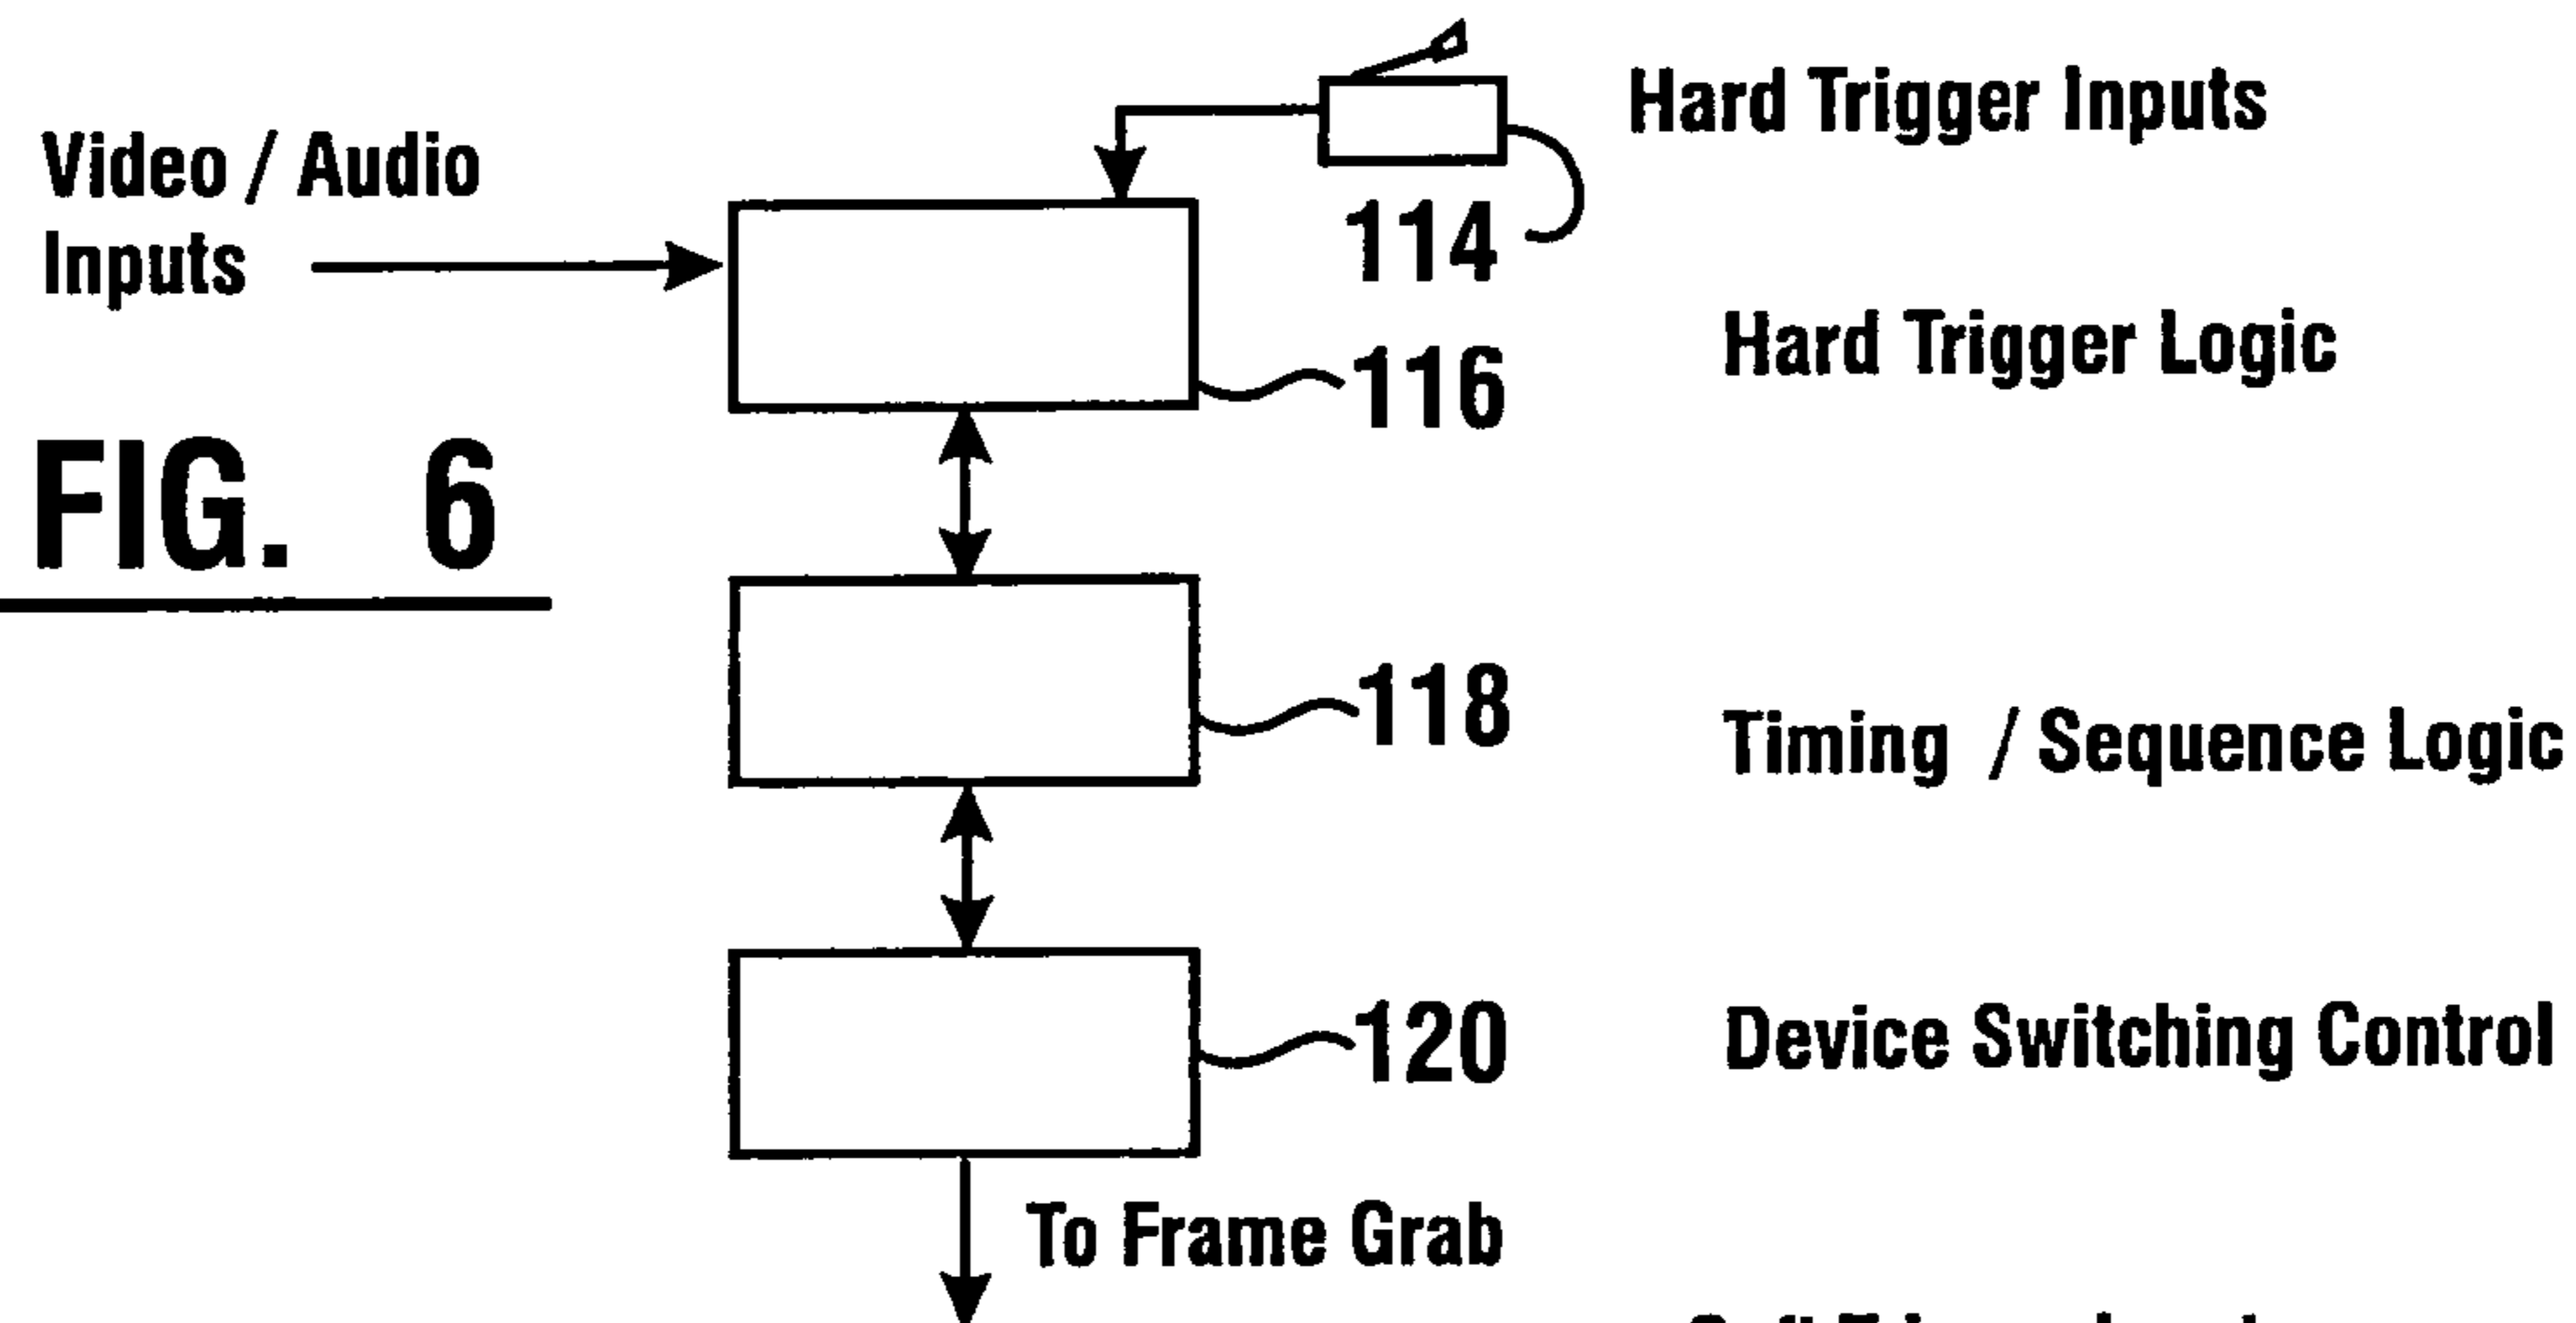 Hard Trigger Inputs
Video / Audio
Inputs
114
Hard Trigger Logic
116
FIG. 6
118
Timing / Sequence Logic
120
Device Switching Control
To Frame Grab